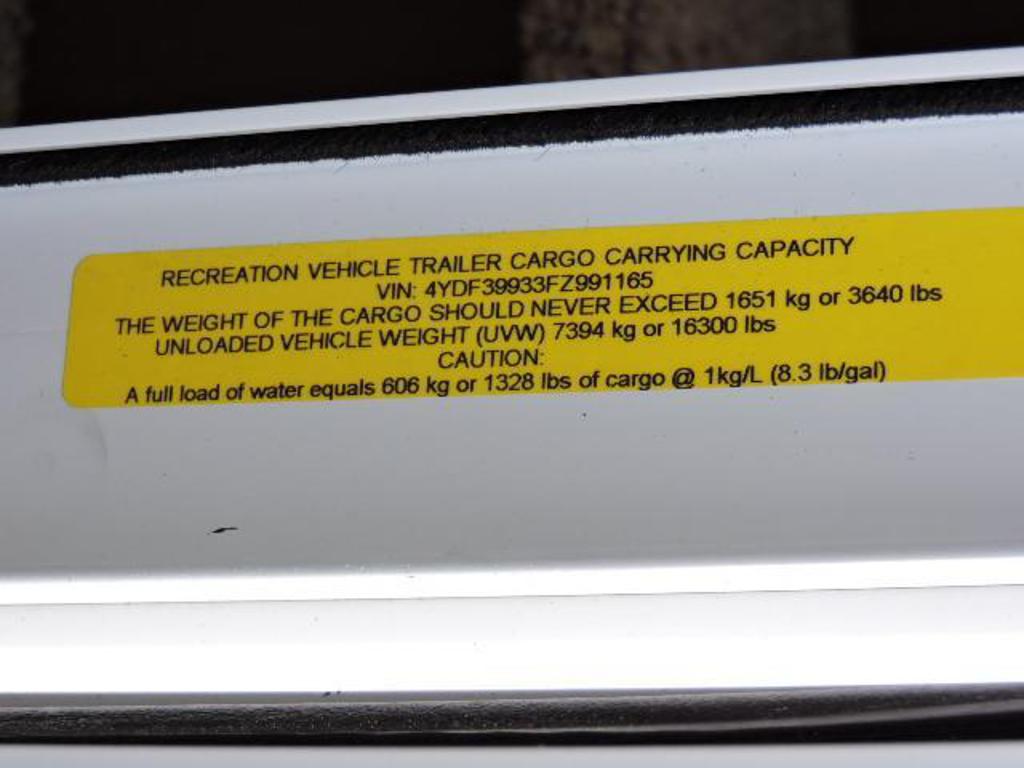 RECREATION VEHICLE TRAILER CARGO CARRYING CAPACITY
VIN: 4YDF39933FZ991165
THE WEIGHT OF THE CARGO SHOULD NEVER EXCEED 1651 kg or 3640 lbs
UNLOADED VEHICLE WEIGHT (UVW) 7394 kg or 16300 lbs
CAUTION:
A full load of water equals 606 kg or 1328 lbs of cargo @ 1kg/L (8.3 lb/gal)